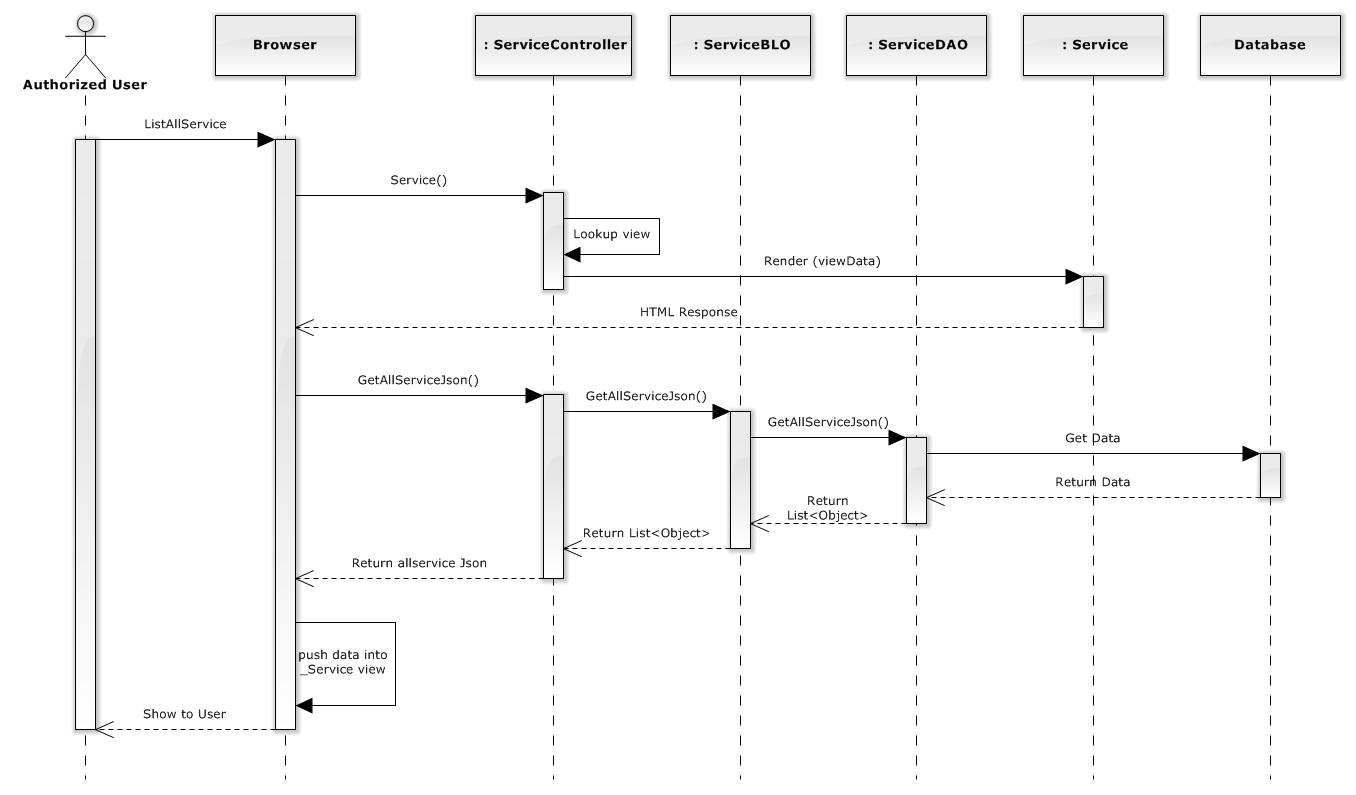 Browser
: ServiceController
: ServiceBLO
: ServiceDAO
: Service
Database
Authorized User
ListAllService
Service()
Lookup view
Render (viewData)
HTML Response
GetAllServiceJson()
GetAllServiceJson()
GetAllServiceJson()
Get Data
Return Data
Return
List<Object>
Return List<Object>
Return allservice Json
push data into
_Service view
Show to User